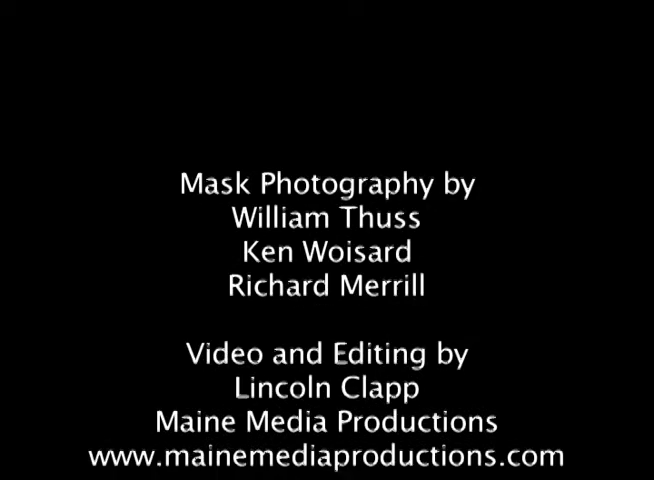 Mask Photography by
William Thuss
Ken Woisard
Richard Merrill
Video and Editing by
Lincoln Clapp
Maine Media Productions
www.mainemediaproductions.com